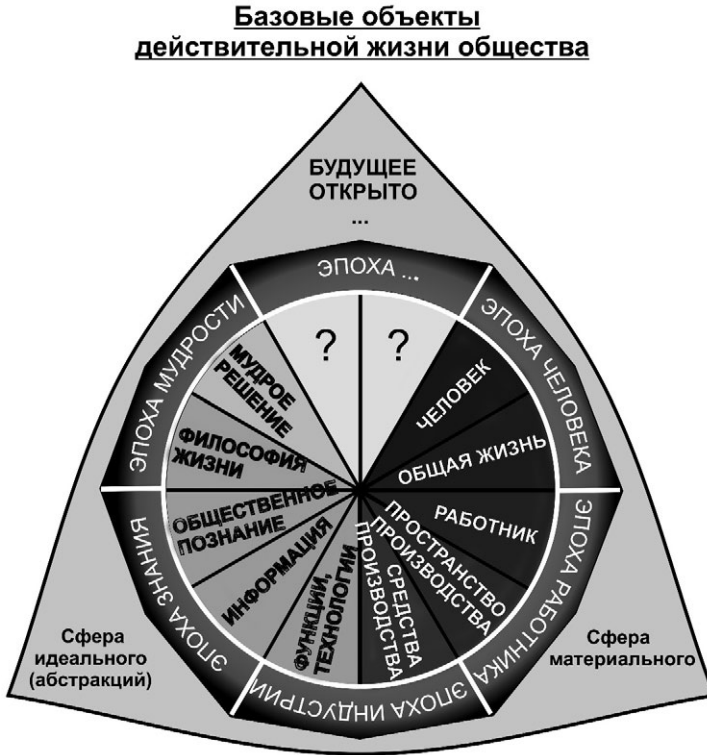 Базовые объекты
действительной жизни общества
БУДУЩЕЕ
ОТКРЫТО
...
ЭПОХА ...
ЭПОХА ЧЕЛОВЕКА
ЭПОХА РАБОТНИКА
ЭПОХА ИНДУСТРИИ
ЭПОХА ЗНАНИЯ
ЭПОХА МУДРОСТИ
?
?
ЧЕЛОВЕК
ОБЩАЯ ЖИЗНЬ
РАБОТНИК
ПРОСТРАНСТВО
ПРОИЗВОДСТВА
СРЕДСТВА
ПРОИЗВОДСТВА
ФУНКЦИИ,
ТЕХНОЛОГИИ
ИНФОРМАЦИЯ
ОБЩЕСТВЕННОЕ
ПОЗНАНИЕ
ФИЛОСОФИЯ
ЖИЗНИ
МУДРОЕ
РЕШЕНИЕ
Сфера
идеального
(абстракций)
Сфера
материального